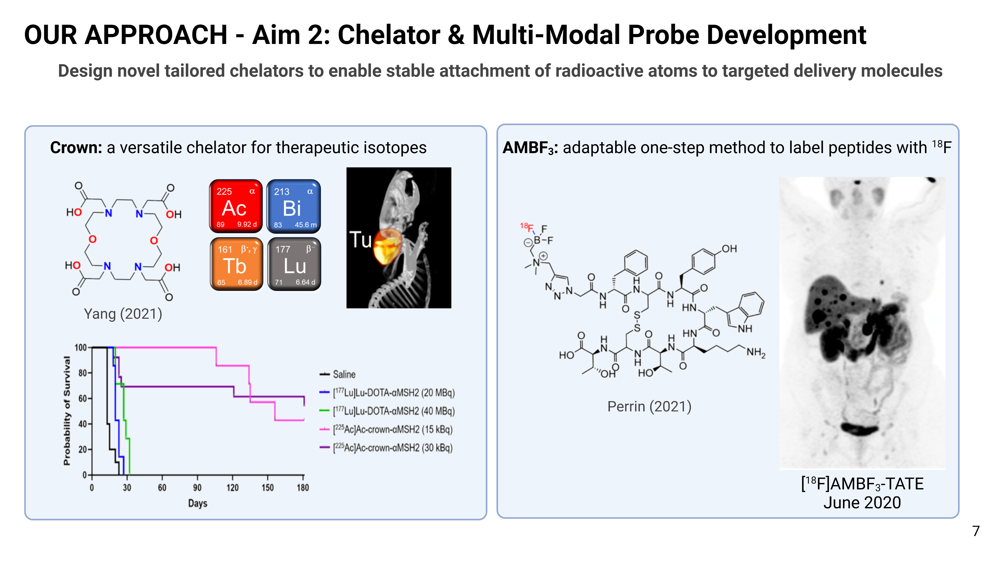 OUR APPROACH - Aim 2: Chelator & Multi-Modal Probe Development
Design novel tailored chelators to enable stable attachment of radioactive atoms to targeted delivery molecules
Crown: a versatile chelator for therapeutic isotopes
O
O
HO
N
N
OH
O
O
HO
N
N
OH
O
O
Yang (2021)
225 α
Ac
89 9.92 d
213 α
Bi
83 45.6 m
161 β⁻, γ
Tb
65 6.89 d
177 β⁻
Lu
71 6.64 d
Tu
Probability of Survival
100
80
60
40
20
0
0 30 60 90 120 150 180
Days
Saline
[¹⁷⁷Lu]Lu-DOTA-αMSH2 (20 MBq)
[¹⁷⁷Lu]Lu-DOTA-αMSH2 (40 MBq)
[²²⁵Ac]Ac-crown-αMSH2 (15 kBq)
[²²⁵Ac]Ac-crown-αMSH2 (30 kBq)
AMBF₃: adaptable one-step method to label peptides with ¹⁸F
¹⁸F F
⊖ B F
⊕
N
OH
N
N
N
O
N
H
O
H
N
O
N
H
O
HN
S
S
NH
O
HN
O
HO
H
N
O
N
H
O
H
N
O
NH₂
OH
HO
Perrin (2021)
[¹⁸F]AMBF₃-TATE
June 2020
7